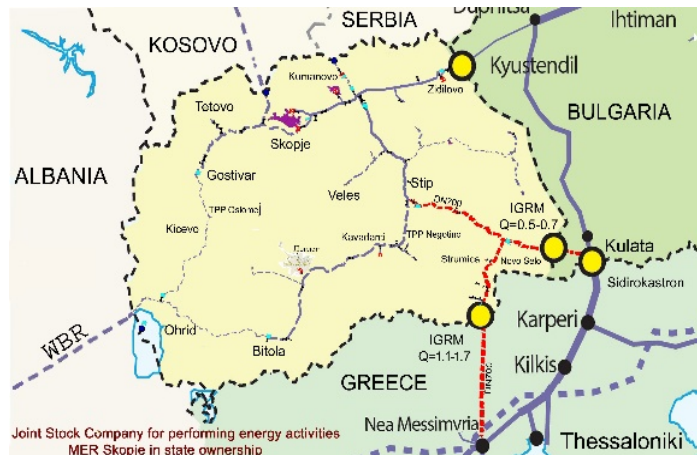 SERBIA
Dupnitsa
Ihtiman
KOSOVO
Kyustendil
Kumanovo
Zidilovo
Tetovo
BULGARIA
Skopje
ALBANIA
Gostivar
Stip
Veles
DN200
IGRM
Q=0.5-0.7
TPP Oslomej
Kicevo
Kavadarci
TPP Negotino
Kulata
Strumica
Novo Selo
Sidirokastron
WBR
Ohrid
Bitola
IGRM
Q=1.1-1.7
Karperi
Kilkis
GREECE
Nea Messimvria
Thessaloniki
Joint Stock Company for performing energy activities
MER Skopje in state ownership